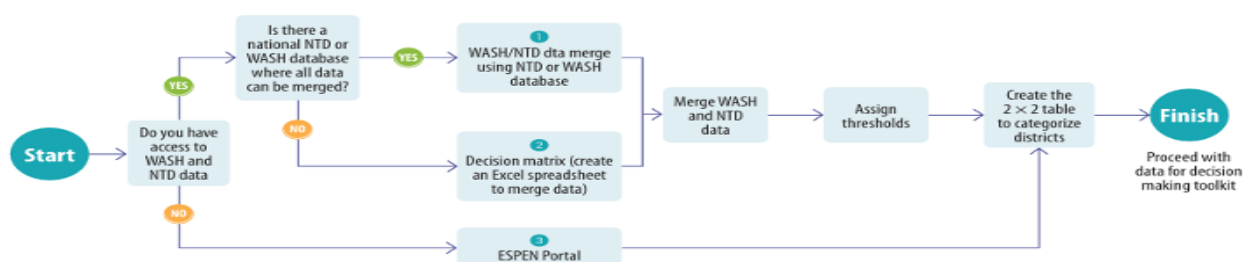 Start
Do you have
access to
WASH and
NTD data
YES
NO
Is there a
national NTD or
WASH database
where all data
can be merged?
YES
NO
1
WASH/NTD dta merge
using NTD or WASH
database
2
Decision matrix (create
an Excel spreadsheet
to merge data)
3
ESPEN Portal
Merge WASH
and NTD
data
Assign
thresholds
Create the
2 × 2 table
to categorize
districts
Finish
Proceed with
data for decision
making toolkit